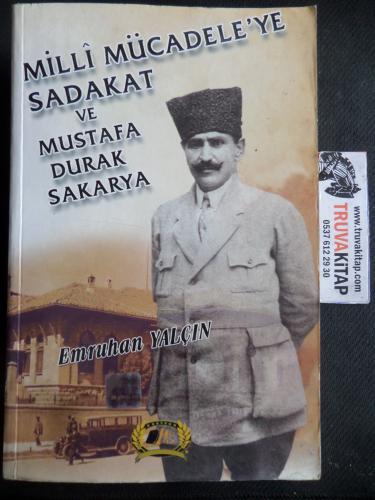 MİLLÎ MÜCADELE'YE
SADAKAT
VE
MUSTAFA
DURAK
SAKARYA
Emruhan YALÇIN
TRUVAKİTAP
www.truvakitap.com
0537 612 29 30